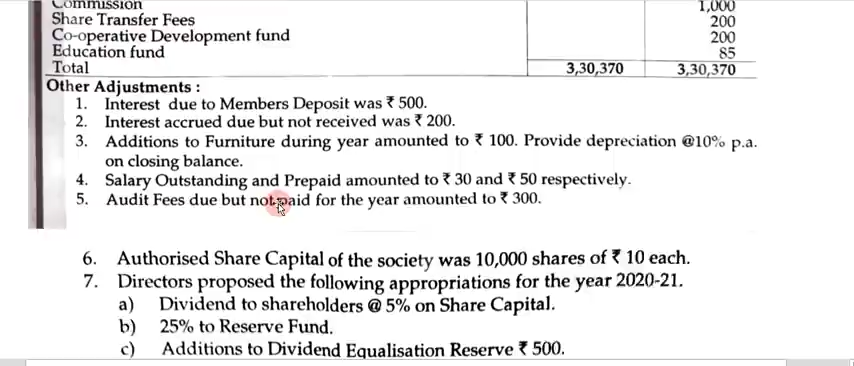 Commission 1,000
Share Transfer Fees 200
Co-operative Development fund 200
Education fund 85
Total 3,30,370 3,30,370
Other Adjustments :
1. Interest due to Members Deposit was ₹ 500.
2. Interest accrued due but not received was ₹ 200.
3. Additions to Furniture during year amounted to ₹ 100. Provide depreciation @10% p.a.
on closing balance.
4. Salary Outstanding and Prepaid amounted to ₹ 30 and ₹ 50 respectively.
5. Audit Fees due but not paid for the year amounted to ₹ 300.
6. Authorised Share Capital of the society was 10,000 shares of ₹ 10 each.
7. Directors proposed the following appropriations for the year 2020-21.
a) Dividend to shareholders @ 5% on Share Capital.
b) 25% to Reserve Fund.
c) Additions to Dividend Equalisation Reserve ₹ 500.